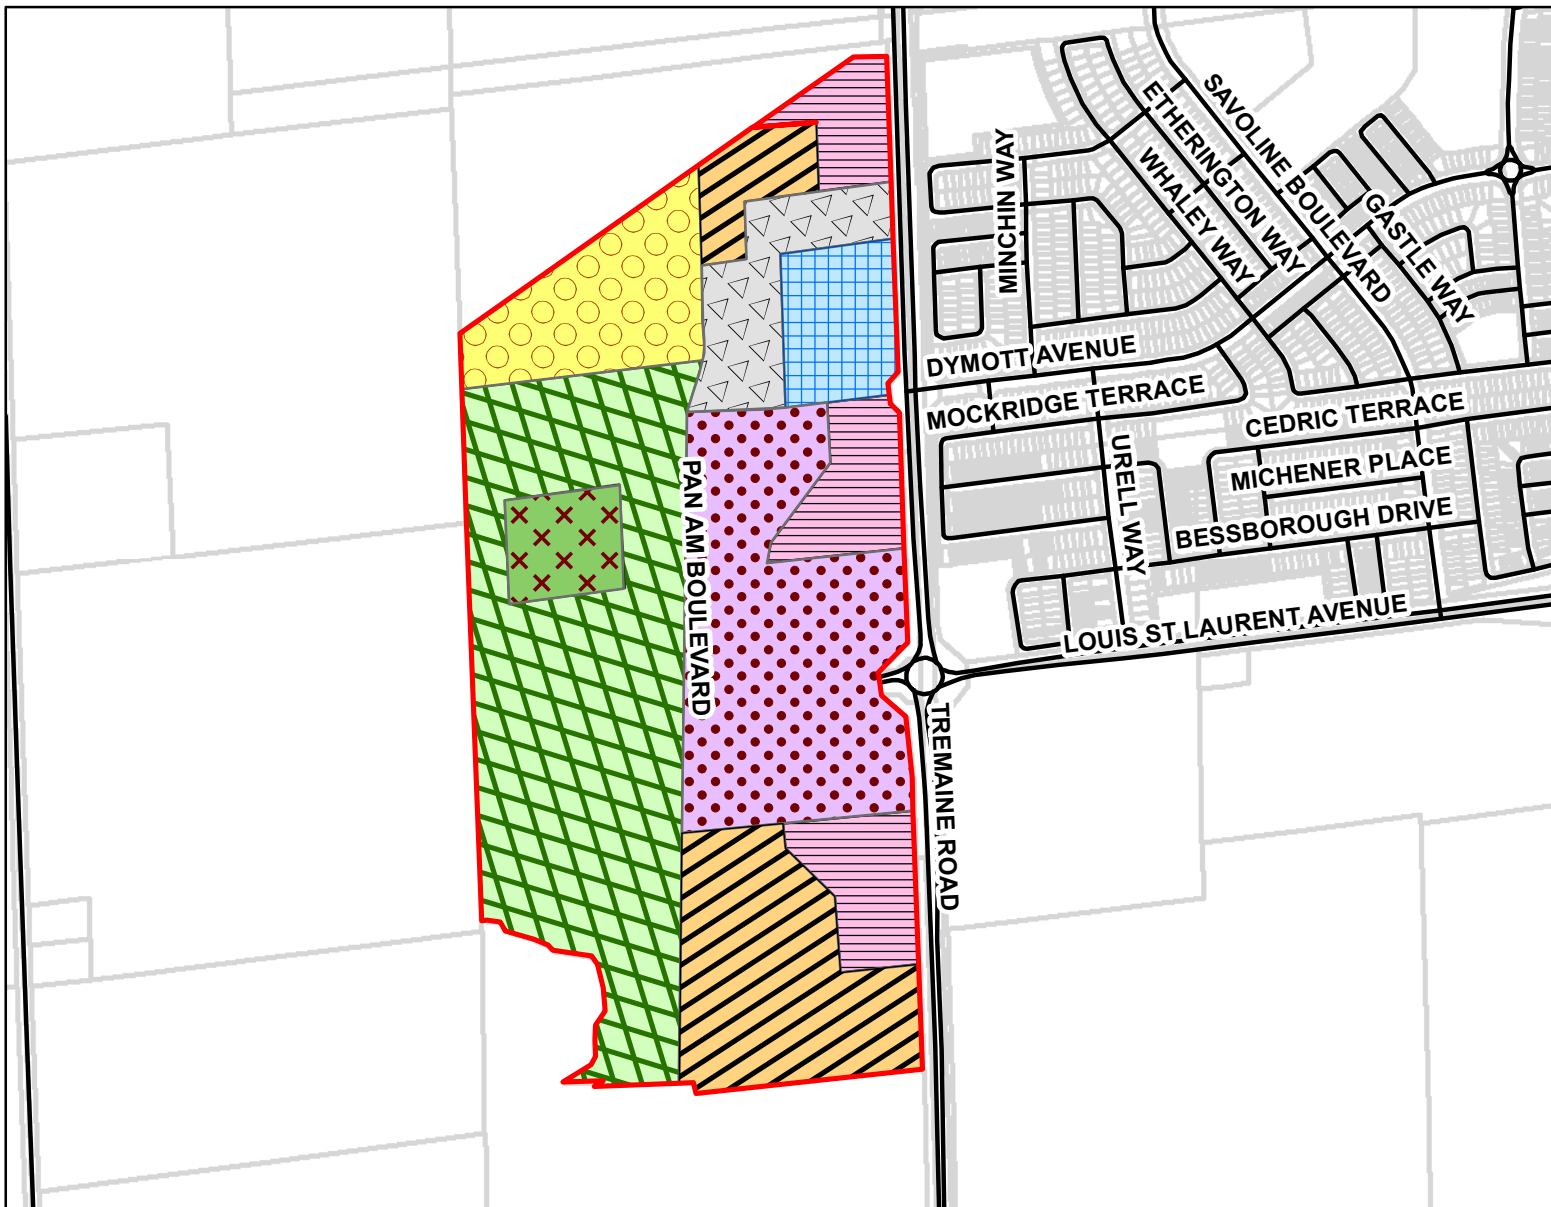 SAVOLINE BOULEVARD
ETHERINGTON WAY
WHALEY WAY
MINCHIN WAY
GASTLE WAY
DYMOTT AVENUE
MOCKRIDGE TERRACE
CEDRIC TERRACE
MICHENER PLACE
URELL WAY
BESSBOROUGH DRIVE
PAN AM BOULEVARD
LOUIS ST LAURENT AVENUE
TREMAINE ROAD